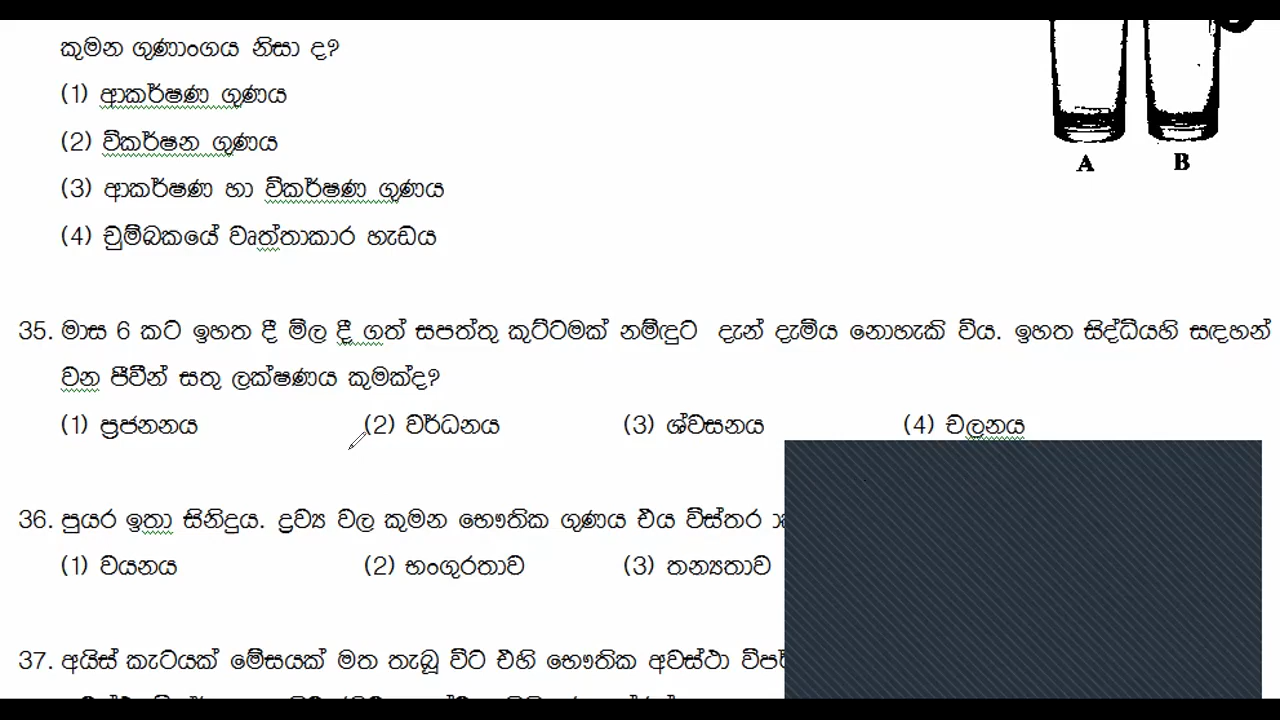 කුමන ගුණාංගය නිසා ද?
(1) ආකර්ෂණ ගුණය
(2) විකර්ෂන ගුණය
(3) ආකර්ෂණ හා විකර්ෂණ ගුණය
(4) චුම්බකයේ වෘත්තාකාර හැඩය
A B
35. මාස 6 කට ඉහත දී මිල දී ගත් සපත්තු කුට්ටමක් නම්ඳුට දැන් දැමිය නොහැකි විය. ඉහත සිද්ධියහි සඳහන්
වන ජීවීන් සතු ලක්ෂණය කුමක්ද?
(1) ප්‍රජනනය (2) වර්ධනය (3) ශ්වසනය (4) චලනය
36. පුයර ඉතා සිනිදුය. ද්‍රව්‍ය වල කුමන භෞතික ගුණය එය විස්තර
(1) වයනය (2) භංගුරතාව (3) තන්‍යතාව
37. අයිස් කැටයක් මේසයක් මත තැබූ විට එහි භෞතික අවස්ථා